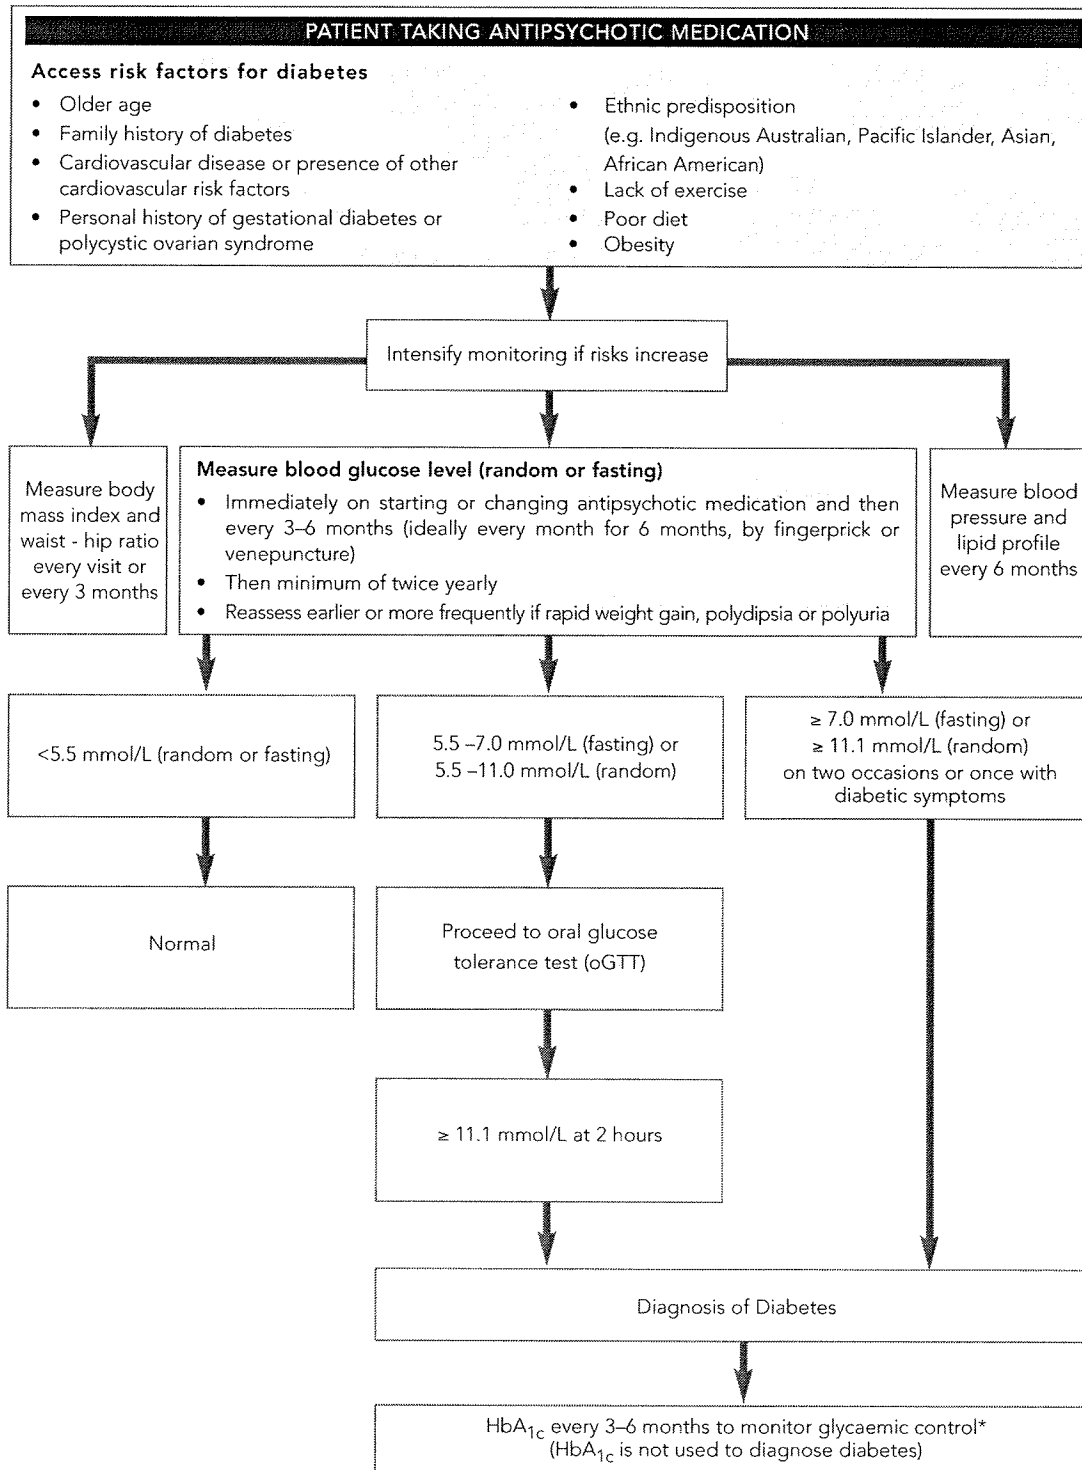 PATIENT TAKING ANTIPSYCHOTIC MEDICATION
Access risk factors for diabetes
• Older age
• Family history of diabetes
• Cardiovascular disease or presence of other
cardiovascular risk factors
• Personal history of gestational diabetes or
polycystic ovarian syndrome
• Ethnic predisposition
(e.g. Indigenous Australian, Pacific Islander, Asian,
African American)
• Lack of exercise
• Poor diet
• Obesity
Intensify monitoring if risks increase
Measure body
mass index and
waist - hip ratio
every visit or
every 3 months
Measure blood glucose level (random or fasting)
• Immediately on starting or changing antipsychotic medication and then
every 3–6 months (ideally every month for 6 months, by fingerprick or
venepuncture)
• Then minimum of twice yearly
• Reassess earlier or more frequently if rapid weight gain, polydipsia or polyuria
Measure blood
pressure and
lipid profile
every 6 months
<5.5 mmol/L (random or fasting)
5.5 –7.0 mmol/L (fasting) or
5.5 –11.0 mmol/L (random)
≥ 7.0 mmol/L (fasting) or
≥ 11.1 mmol/L (random)
on two occasions or once with
diabetic symptoms
Normal
Proceed to oral glucose
tolerance test (oGTT)
≥ 11.1 mmol/L at 2 hours
Diagnosis of Diabetes
HbA1c every 3–6 months to monitor glycaemic control*
(HbA1c is not used to diagnose diabetes)